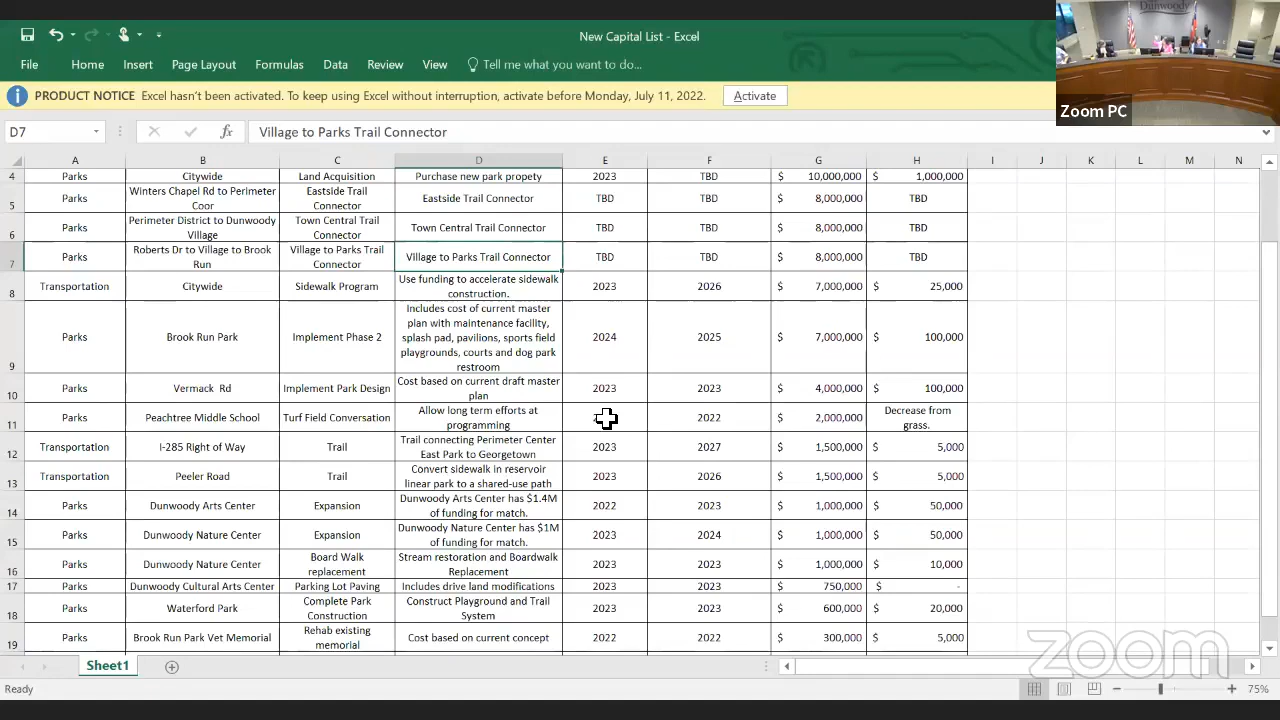 Dunwoody
New Capital List - Excel
File Home Insert Page Layout Formulas Data Review View Tell me what you want to do...
PRODUCT NOTICE Excel hasn't been activated. To keep using Excel without interruption, activate before Monday, July 11, 2022. Activate
Zoom PC
D7 fx Village to Parks Trail Connector
A B C D E F G H I J K L M N
4 Parks Citywide Land Acquisition Purchase new park propety 2023 TBD $ 10,000,000 $ 1,000,000
5 Parks Winters Chapel Rd to Perimeter Coor Eastside Trail Connector Eastside Trail Connector TBD TBD $ 8,000,000 TBD
6 Parks Perimeter District to Dunwoody Village Town Central Trail Connector Town Central Trail Connector TBD TBD $ 8,000,000 TBD
7 Parks Roberts Dr to Village to Brook Run Village to Parks Trail Connector Village to Parks Trail Connector TBD TBD $ 8,000,000 TBD
8 Transportation Citywide Sidewalk Program Use funding to accelerate sidewalk construction. 2023 2026 $ 7,000,000 $ 25,000
9 Parks Brook Run Park Implement Phase 2 Includes cost of current master plan with maintenance facility, splash pad, pavilions, sports field playgrounds, courts and dog park restroom 2024 2025 $ 7,000,000 $ 100,000
10 Parks Vermack Rd Implement Park Design Cost based on current draft master plan 2023 2023 $ 4,000,000 $ 100,000
11 Parks Peachtree Middle School Turf Field Conversation Allow long term efforts at programming 2022 $ 2,000,000 Decrease from grass.
12 Transportation I-285 Right of Way Trail Trail connecting Perimeter Center East Park to Georgetown 2023 2027 $ 1,500,000 $ 5,000
13 Transportation Peeler Road Trail Convert sidewalk in reservoir linear park to a shared-use path 2023 2026 $ 1,500,000 $ 5,000
14 Parks Dunwoody Arts Center Expansion Dunwoody Arts Center has $1.4M of funding for match. 2022 2023 $ 1,000,000 $ 50,000
15 Parks Dunwoody Nature Center Expansion Dunwoody Nature Center has $1M of funding for match. 2023 2024 $ 1,000,000 $ 50,000
16 Parks Dunwoody Nature Center Board Walk replacement Stream restoration and Boardwalk Replacement 2023 2023 $ 1,000,000 $ 10,000
17 Parks Dunwoody Cultural Arts Center Parking Lot Paving Includes drive land modifications 2023 2023 $ 750,000 $ -
18 Parks Waterford Park Complete Park Construction Construct Playground and Trail System 2023 2023 $ 600,000 $ 20,000
19 Parks Brook Run Park Vet Memorial Rehab existing memorial Cost based on current concept 2022 2022 $ 300,000 $ 5,000
Sheet1
zoom
Ready 75%